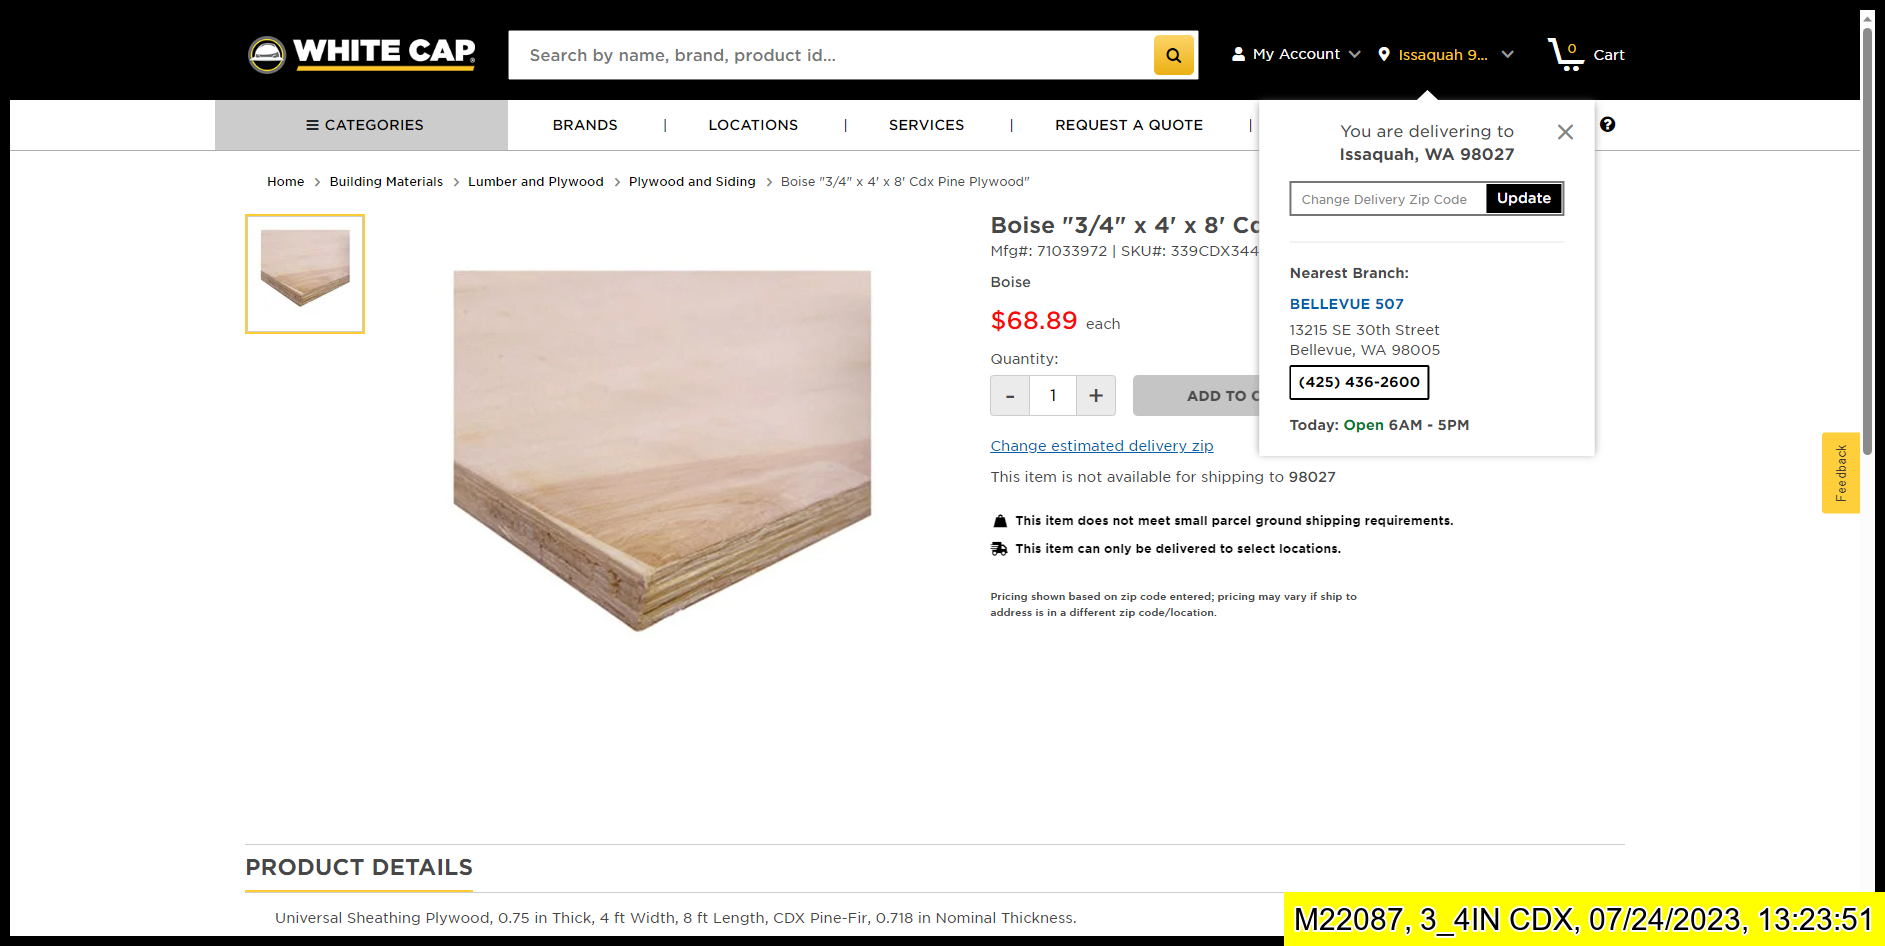 WHITE CAP
Search by name, brand, product id...
My Account
Issaquah 9...
0
Cart
CATEGORIES
BRANDS
|
LOCATIONS
|
SERVICES
|
REQUEST A QUOTE
|
?
Home > Building Materials > Lumber and Plywood > Plywood and Siding > Boise "3/4" x 4' x 8' Cdx Pine Plywood"
Boise "3/4" x 4' x 8' Cd
Mfg#: 71033972 | SKU#: 339CDX344
Boise
$68.89 each
Quantity:
- 1 +
ADD TO C
Change estimated delivery zip
This item is not available for shipping to 98027
This item does not meet small parcel ground shipping requirements.
This item can only be delivered to select locations.
Pricing shown based on zip code entered; pricing may vary if ship to
address is in a different zip code/location.
You are delivering to
Issaquah, WA 98027
Change Delivery Zip Code
Update
Nearest Branch:
BELLEVUE 507
13215 SE 30th Street
Bellevue, WA 98005
(425) 436-2600
Today: Open 6AM - 5PM
Feedback
PRODUCT DETAILS
Universal Sheathing Plywood, 0.75 in Thick, 4 ft Width, 8 ft Length, CDX Pine-Fir, 0.718 in Nominal Thickness.
M22087, 3_4IN CDX, 07/24/2023, 13:23:51